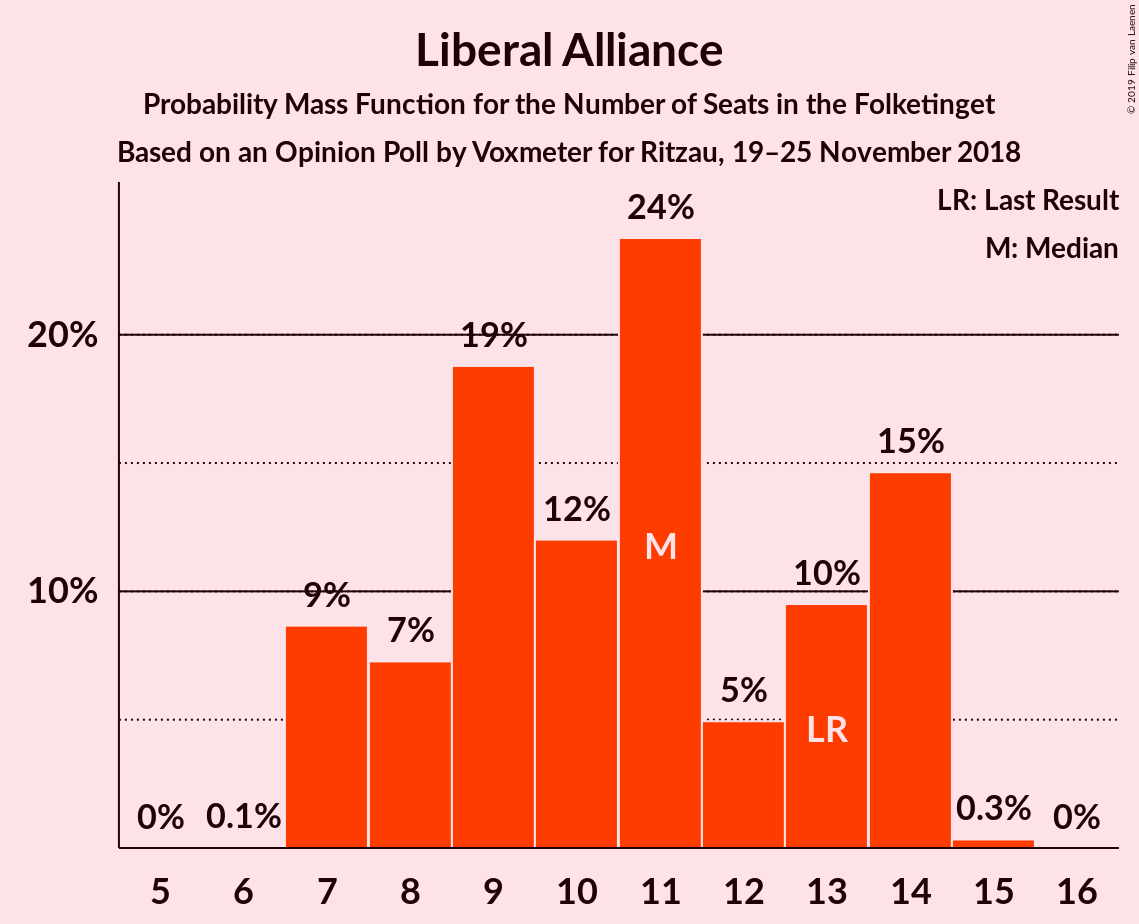 Liberal Alliance
Probability Mass Function for the Number of Seats in the Folketinget
Based on an Opinion Poll by Voxmeter for Ritzau, 19–25 November 2018
© 2019 Filip van Laenen
LR: Last Result
M: Median
24%
20%
19%
15%
12%
M
10%
10%
9%
7%
5%
LR
0%
0.1%
0.3%
0%
5 6 7 8 9 10 11 12 13 14 15 16